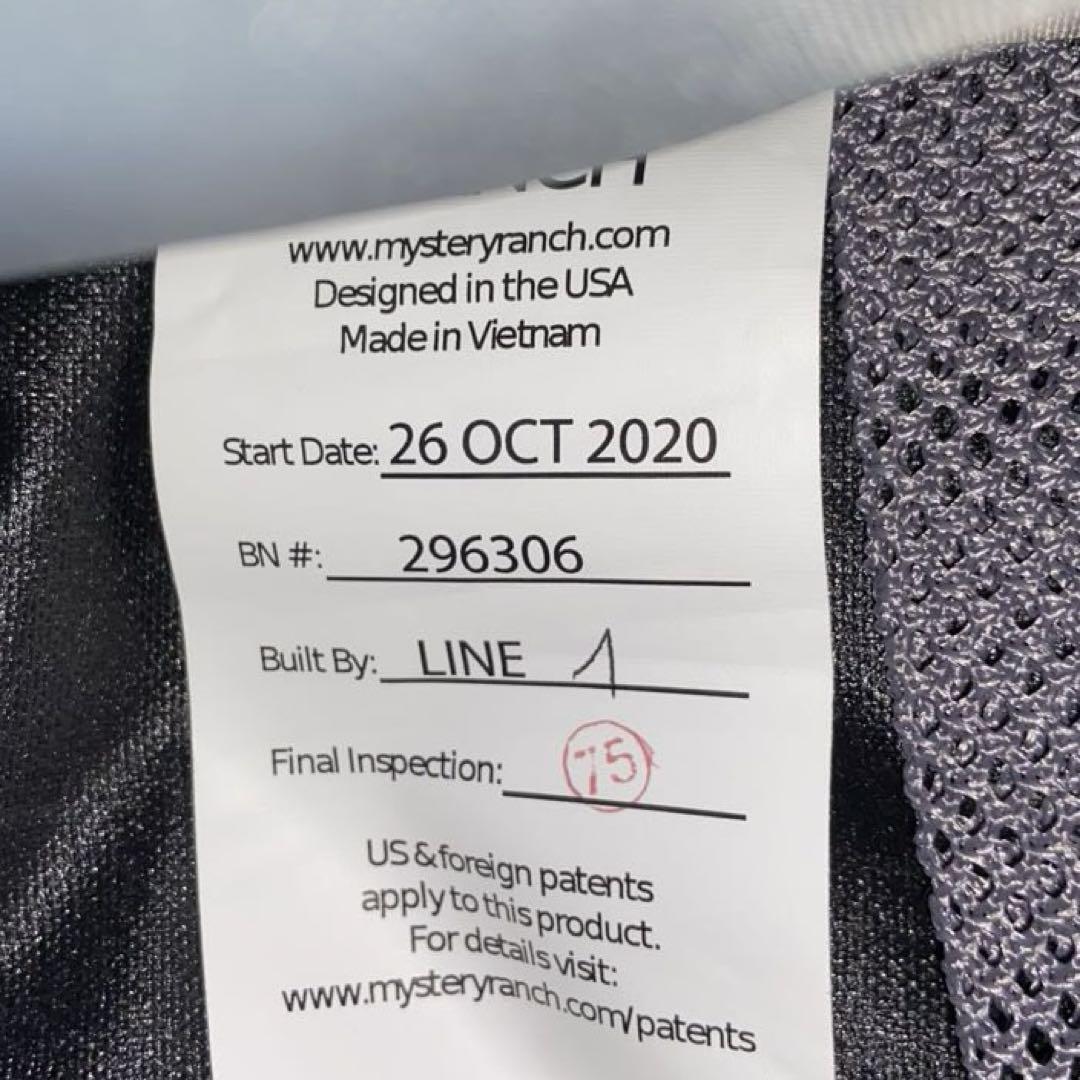 www.mysteryranch.com
Designed in the USA
Made in Vietnam
Start Date: 26 OCT 2020
BN #: 296306
Built By: LINE 1
Final Inspection: 75
US & foreign patents
apply to this product.
For details visit:
www.mysteryranch.com/patents